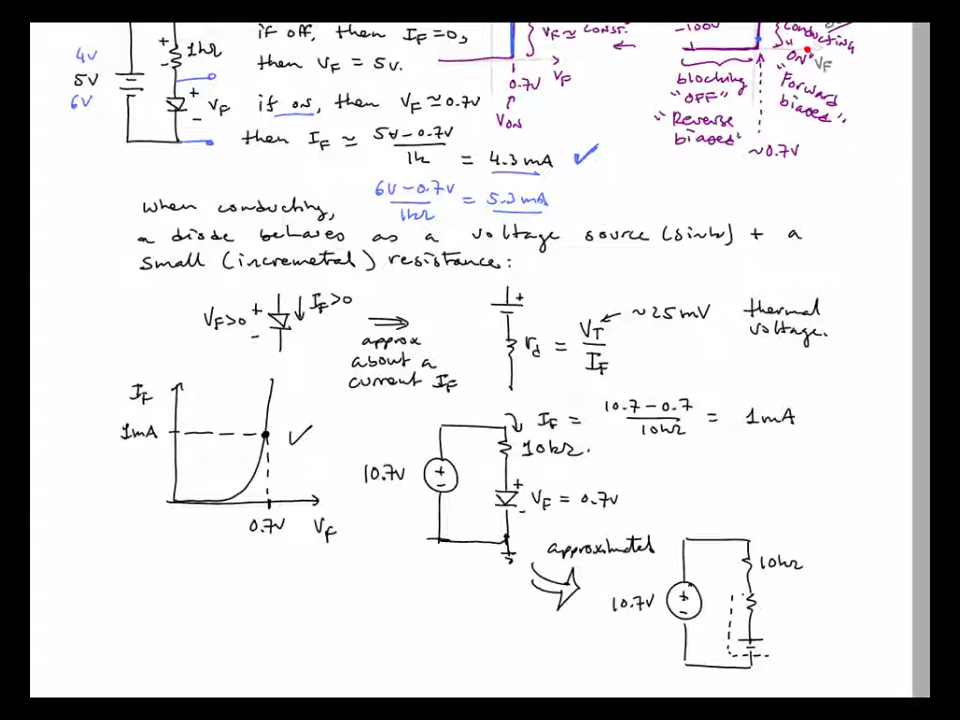 if off, then IF=0,
VF ≃ const.
-100V
conducting
"ON"
VF
+
1kΩ
-
4V
5V
6V
then VF = 5V.
0.7V
VF
VON
blocking
"OFF"
"Reverse
biased"
"Forward
biased".
~0.7V
+
VF
-
if on, then VF ≃ 0.7V
then IF ≃ 5V-0.7V / 1k = 4.3mA ✓
6V-0.7V / 1kΩ = 5.3mA
When conducting,
a diode behaves as a voltage source (sink) + a
small (incremetal) resistance:
VF>0 + - IF>0
⇒
approx
about a
current IF
+
rd = VT / IF
~25mV thermal
voltage.
IF
1mA
✓
0.7V VF
IF = 10.7-0.7 / 10kΩ = 1mA
10kΩ.
10.7V + -
+
VF = 0.7V
-
approximated
10kΩ
10.7V + -